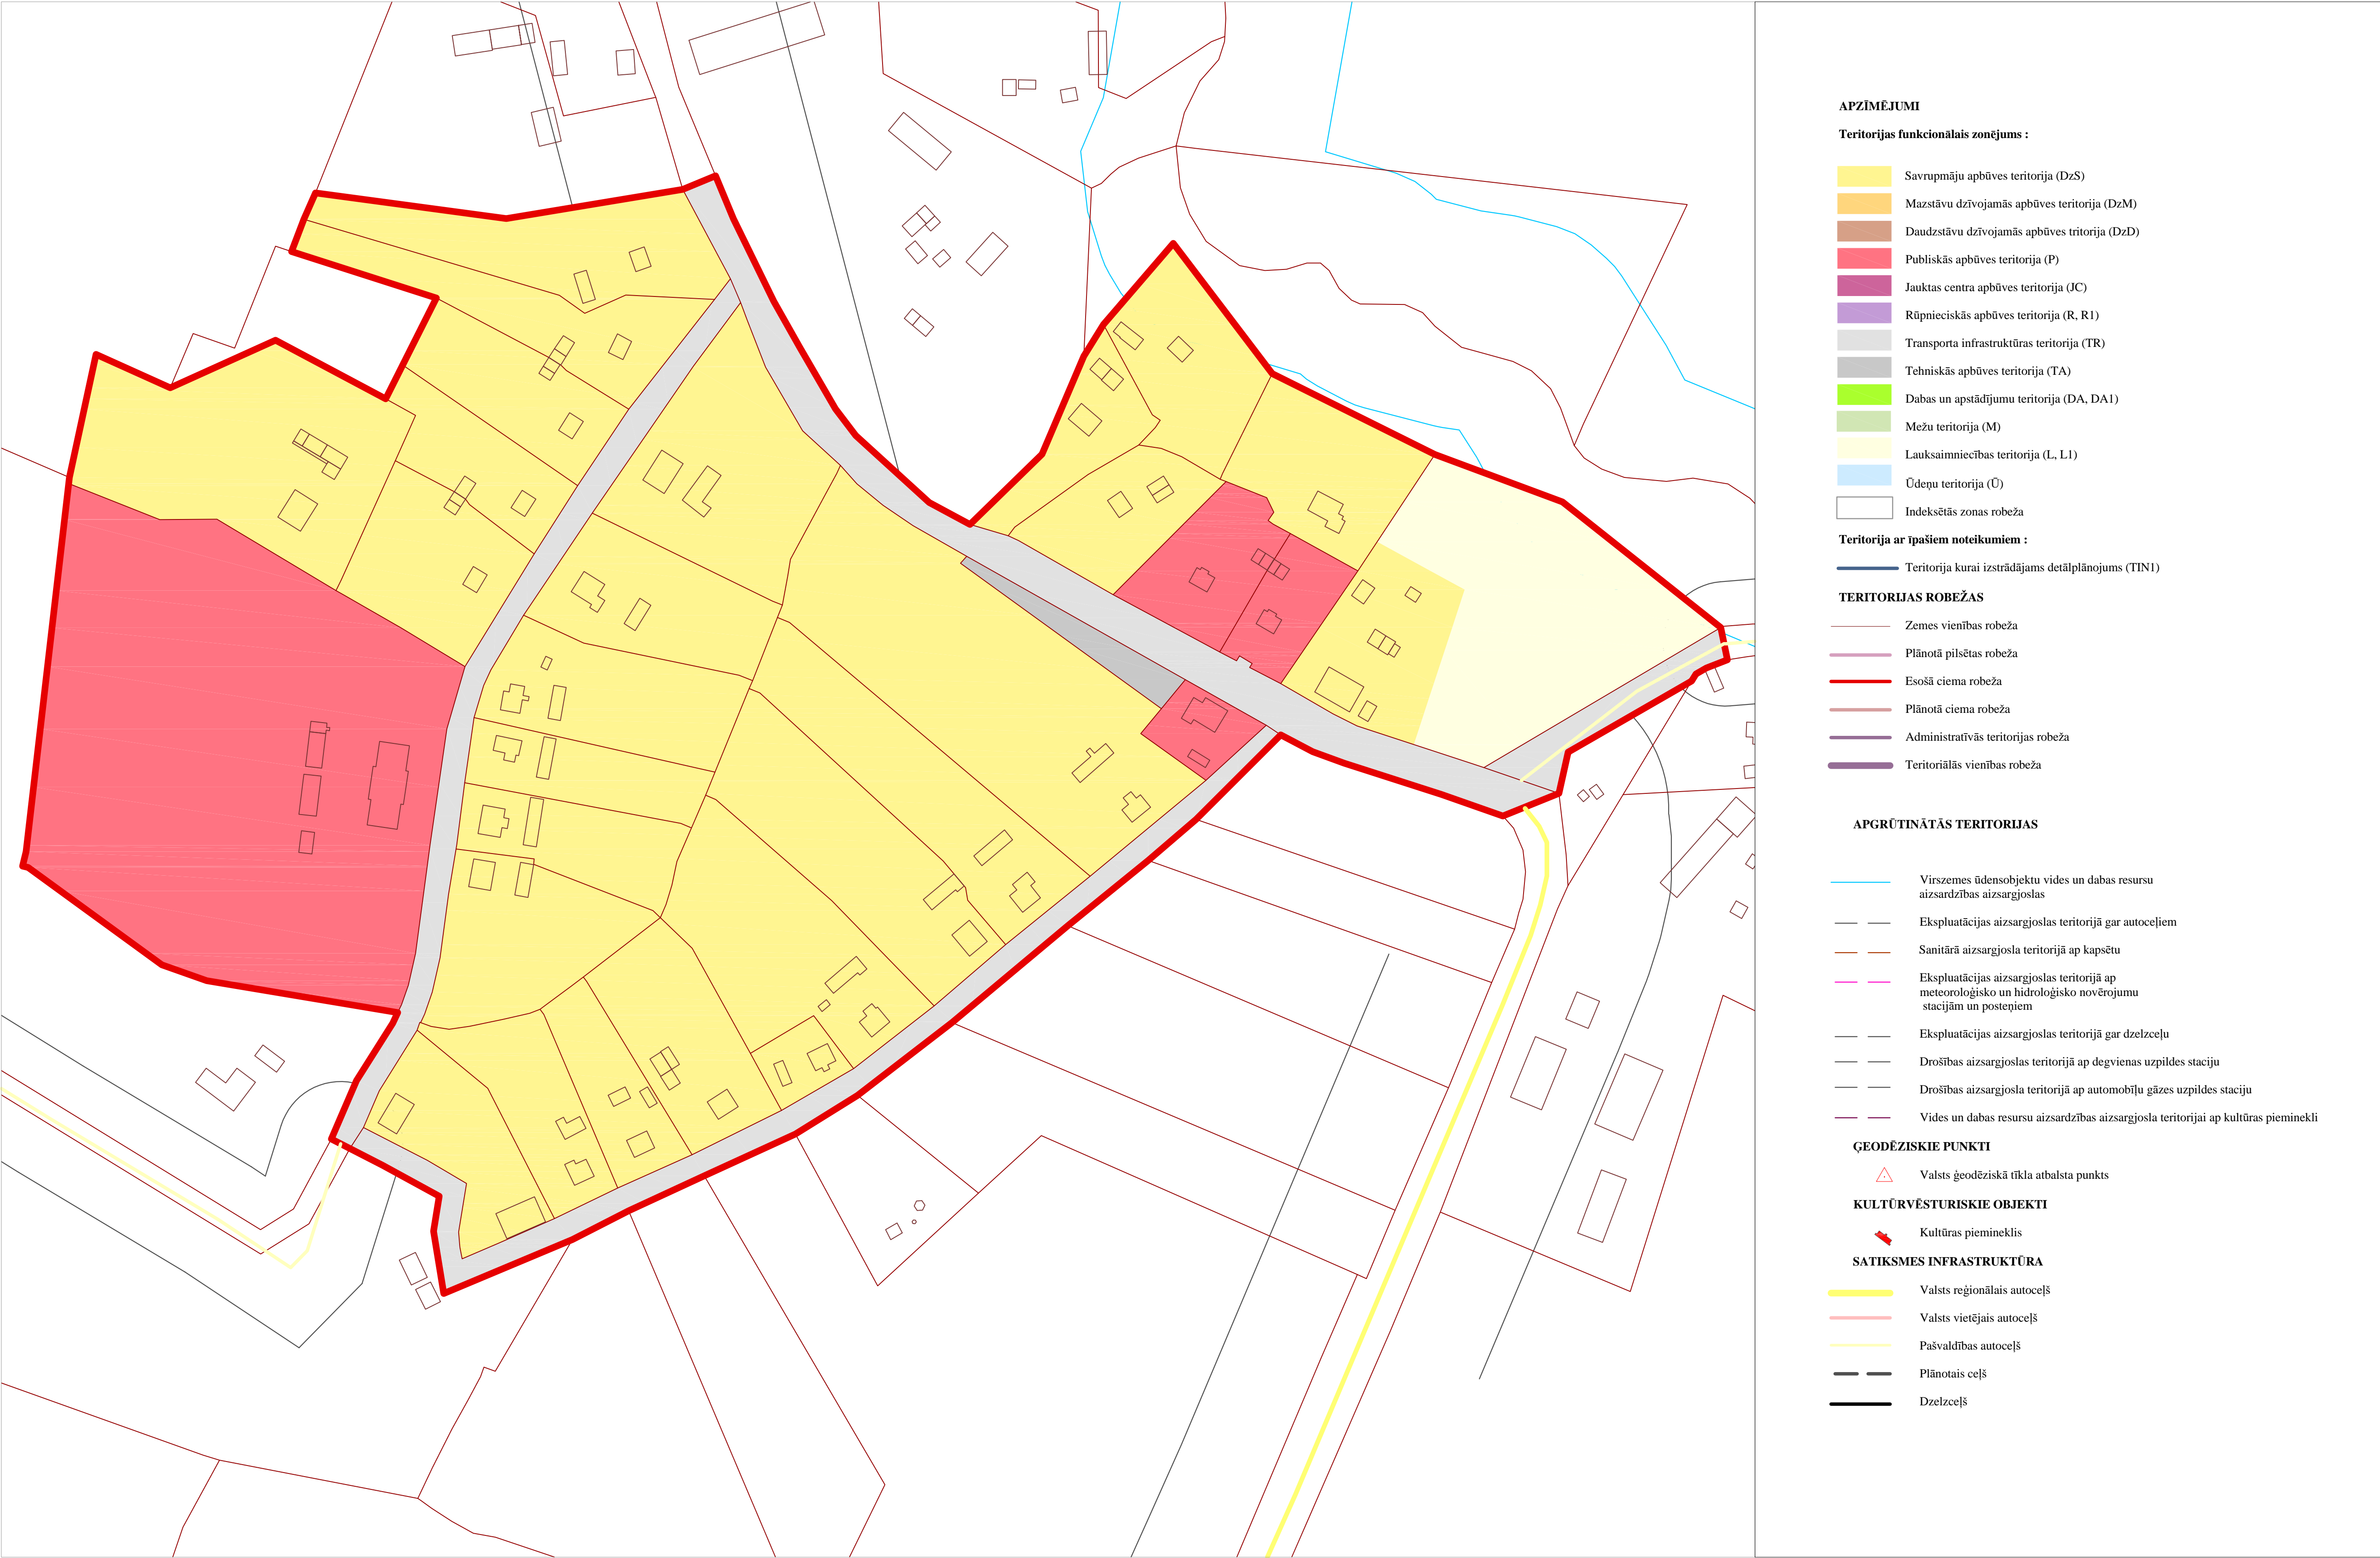 APZĪMĒJUMI
Teritorijas funkcionālais zonējums :
Savrupmāju apbūves teritorija (DzS)
Mazstāvu dzīvojamās apbūves teritorija (DzM)
Daudzstāvu dzīvojamās apbūves tritorija (DzD)
Publiskās apbūves teritorija (P)
Jauktas centra apbūves teritorija (JC)
Rūpnieciskās apbūves teritorija (R, R1)
Transporta infrastruktūras teritorija (TR)
Tehniskās apbūves teritorija (TA)
Dabas un apstādījumu teritorija (DA, DA1)
Mežu teritorija (M)
Lauksaimniecības teritorija (L, L1)
Ūdeņu teritorija (Ū)
Indeksētās zonas robeža
Teritorija ar īpašiem noteikumiem :
Teritorija kurai izstrādājams detālplānojums (TIN1)
TERITORIJAS ROBEŽAS
Zemes vienības robeža
Plānotā pilsētas robeža
Esošā ciema robeža
Plānotā ciema robeža
Administratīvās teritorijas robeža
Teritoriālās vienības robeža
APGRŪTINĀTĀS TERITORIJAS
Virszemes ūdensobjektu vides un dabas resursu
aizsardzības aizsargjoslas
Ekspluatācijas aizsargjoslas teritorijā gar autoceļiem
Sanitārā aizsargjosla teritorijā ap kapsētu
Ekspluatācijas aizsargjoslas teritorijā ap
meteoroloģisko un hidroloģisko novērojumu
stacijām un posteņiem
Ekspluatācijas aizsargjoslas teritorijā gar dzelzceļu
Drošības aizsargjoslas teritorijā ap degvienas uzpildes staciju
Drošības aizsargjosla teritorijā ap automobīļu gāzes uzpildes staciju
Vides un dabas resursu aizsardzības aizsargjosla teritorijai ap kultūras pieminekli
ĢEODĒZISKIE PUNKTI
Valsts ģeodēziskā tīkla atbalsta punkts
KULTŪRVĒSTURISKIE OBJEKTI
Kultūras piemineklis
SATIKSMES INFRASTRUKTŪRA
Valsts reģionālais autoceļš
Valsts vietējais autoceļš
Pašvaldības autoceļš
Plānotais ceļš
Dzelzceļš